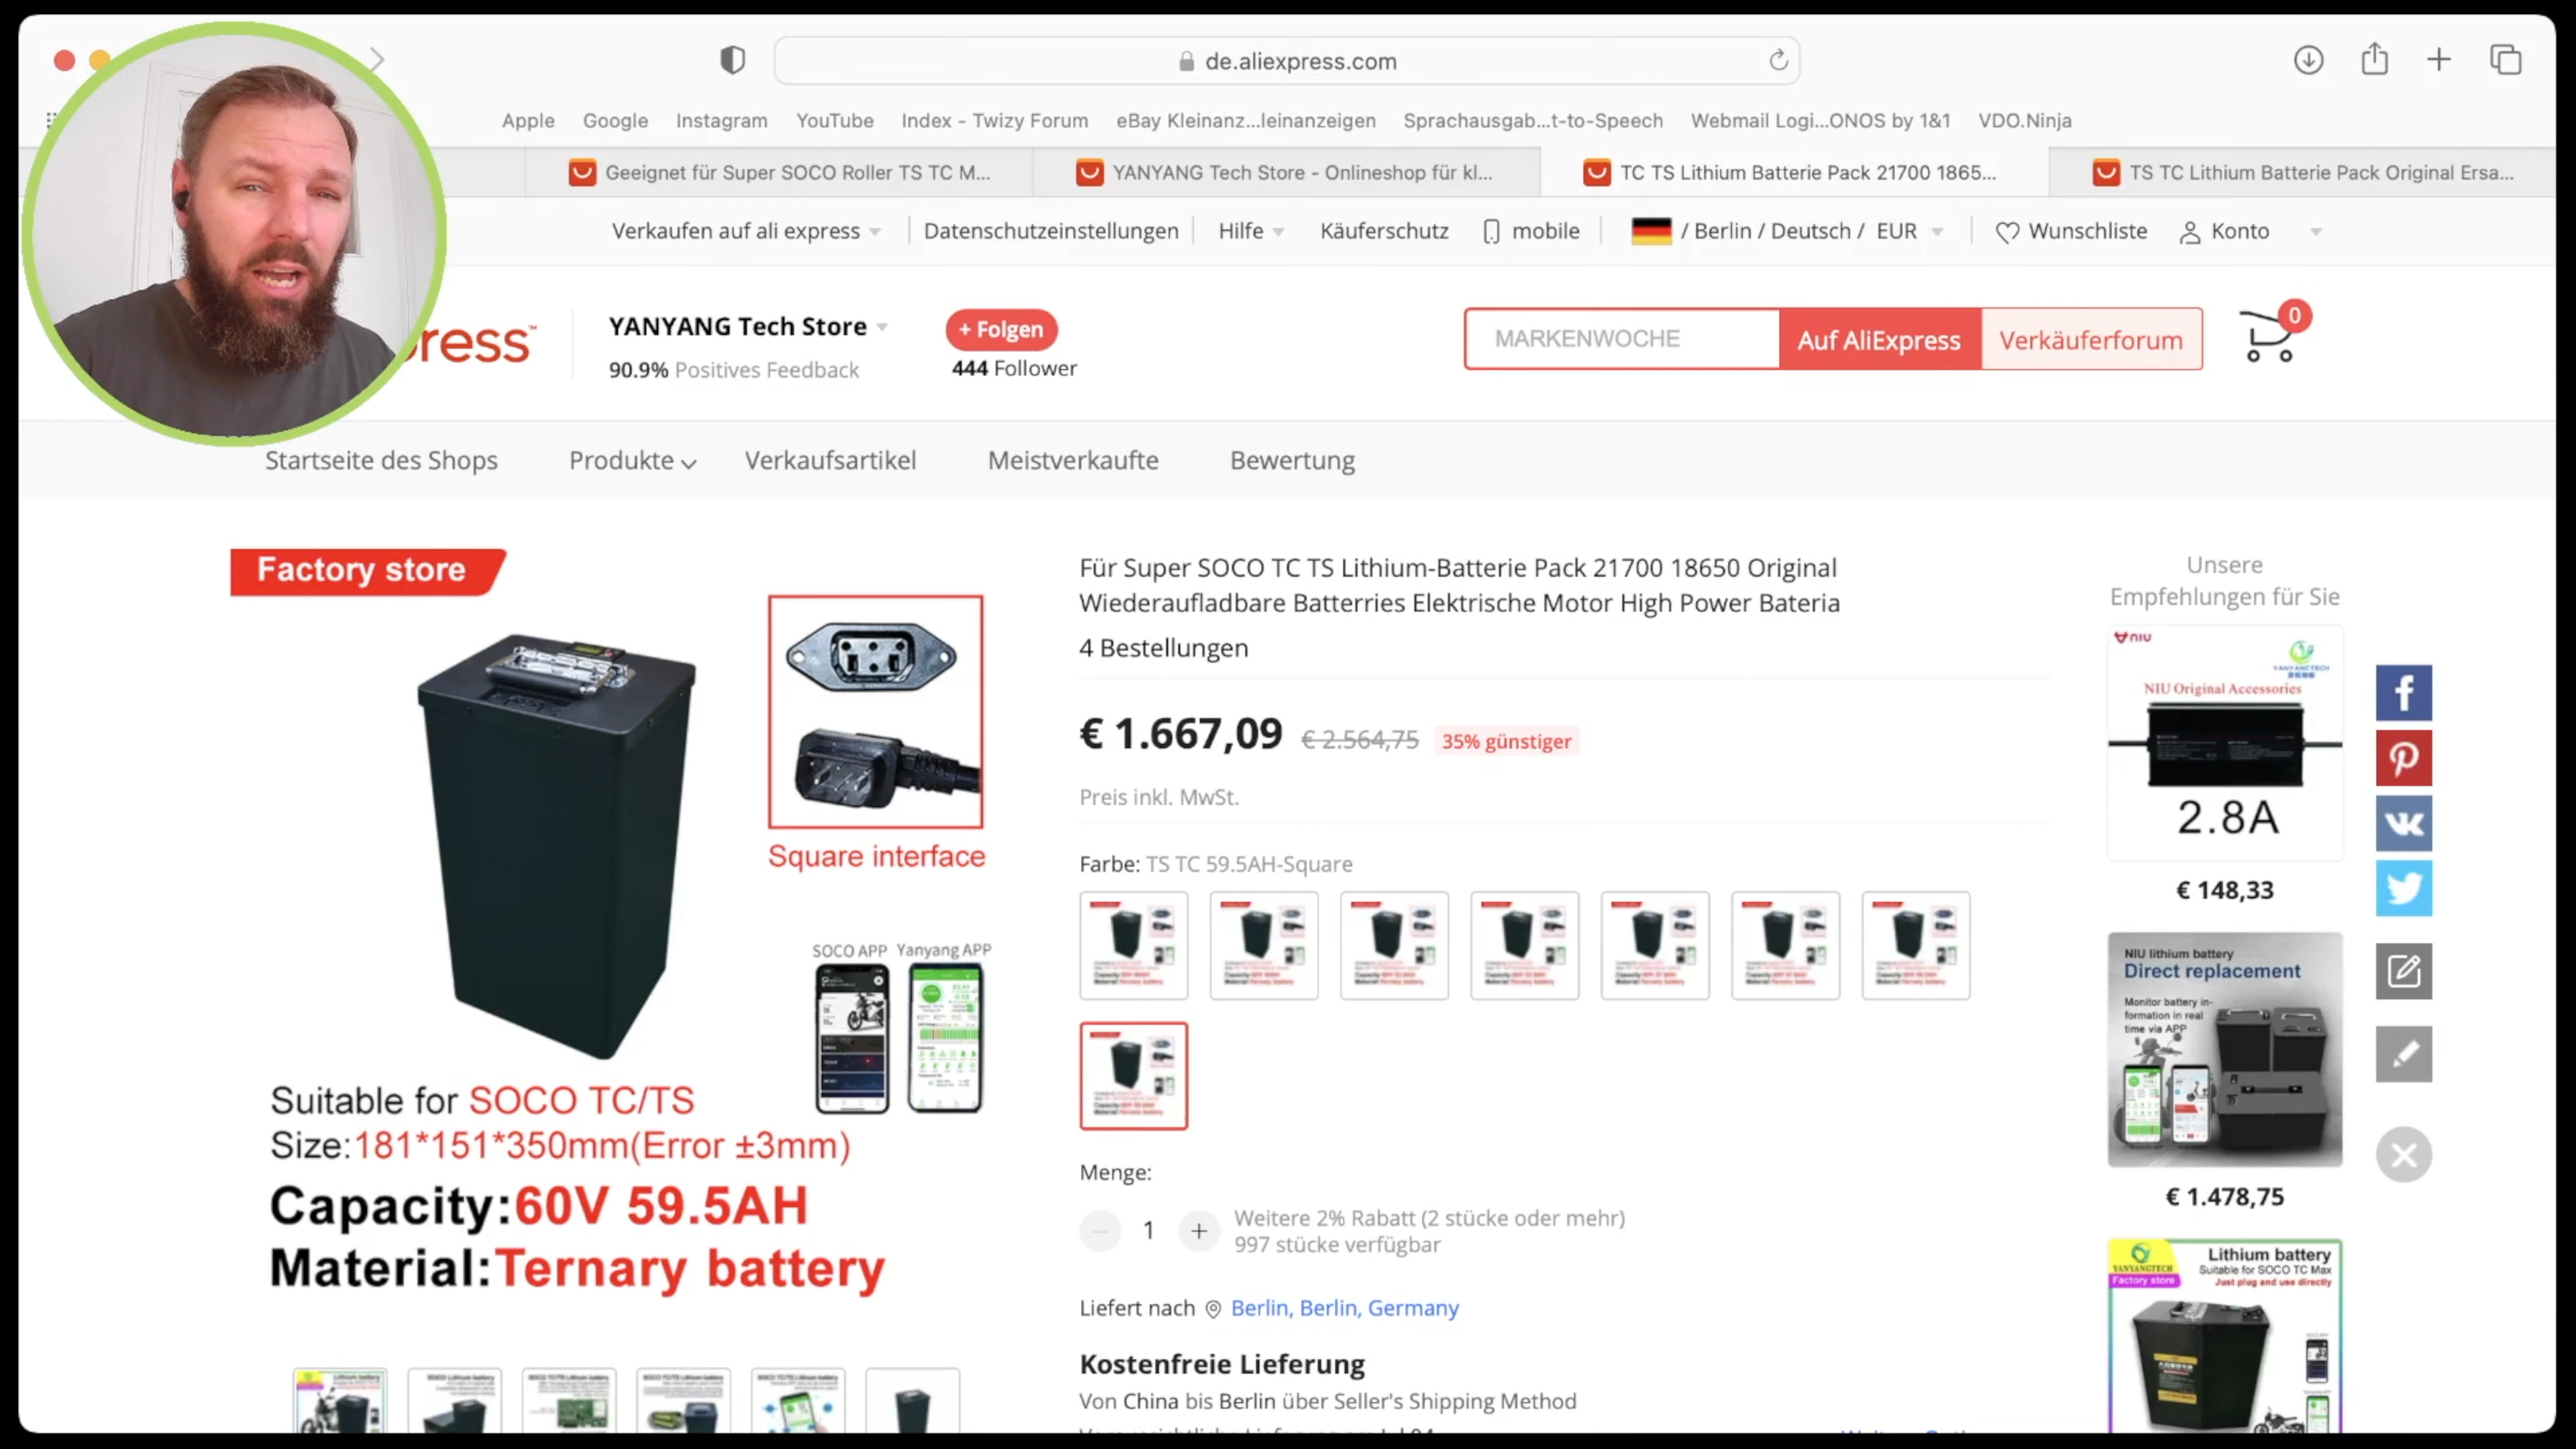 de.aliexpress.com
Apple Google Instagram YouTube Index - Twizy Forum eBay Kleinanz...leinanzeigen Sprachausgab...t-to-Speech Webmail Logi...ONOS by 1&1 VDO.Ninja
Geeignet für Super SOCO Roller TS TC M...
YANYANG Tech Store - Onlineshop für kl...
TC TS Lithium Batterie Pack 21700 1865...
TS TC Lithium Batterie Pack Original Ersa...
Verkaufen auf ali express Datenschutzeinstellungen Hilfe Käuferschutz mobile / Berlin / Deutsch / EUR Wunschliste Konto
press™
YANYANG Tech Store
90.9% Positives Feedback
+ Folgen
444 Follower
MARKENWOCHE
Auf AliExpress
Verkäuferforum
0
Startseite des Shops Produkte Verkaufsartikel Meistverkaufte Bewertung
Factory store
Square interface
SOCO APP Yanyang APP
Suitable for SOCO TC/TS
Size:181*151*350mm(Error ±3mm)
Capacity:60V 59.5AH
Material:Ternary battery
Für Super SOCO TC TS Lithium-Batterie Pack 21700 18650 Original
Wiederaufladbare Batterries Elektrische Motor High Power Bateria
4 Bestellungen
€ 1.667,09 € 2.564,75 35% günstiger
Preis inkl. MwSt.
Farbe: TS TC 59.5AH-Square
Menge:
1
Weitere 2% Rabatt (2 stücke oder mehr)
997 stücke verfügbar
Liefert nach Berlin, Berlin, Germany
Kostenfreie Lieferung
Von China bis Berlin über Seller's Shipping Method
Unsere
Empfehlungen für Sie
NIU
YANYANGTECH
NIU Original Accessories
2.8A
€ 148,33
NIU lithium battery
Direct replacement
Monitor battery in-
formation in real
time via APP
€ 1.478,75
YANYANGTECH
Factory store
Lithium battery
Suitable for SOCO TC Max
Just plug and use directly